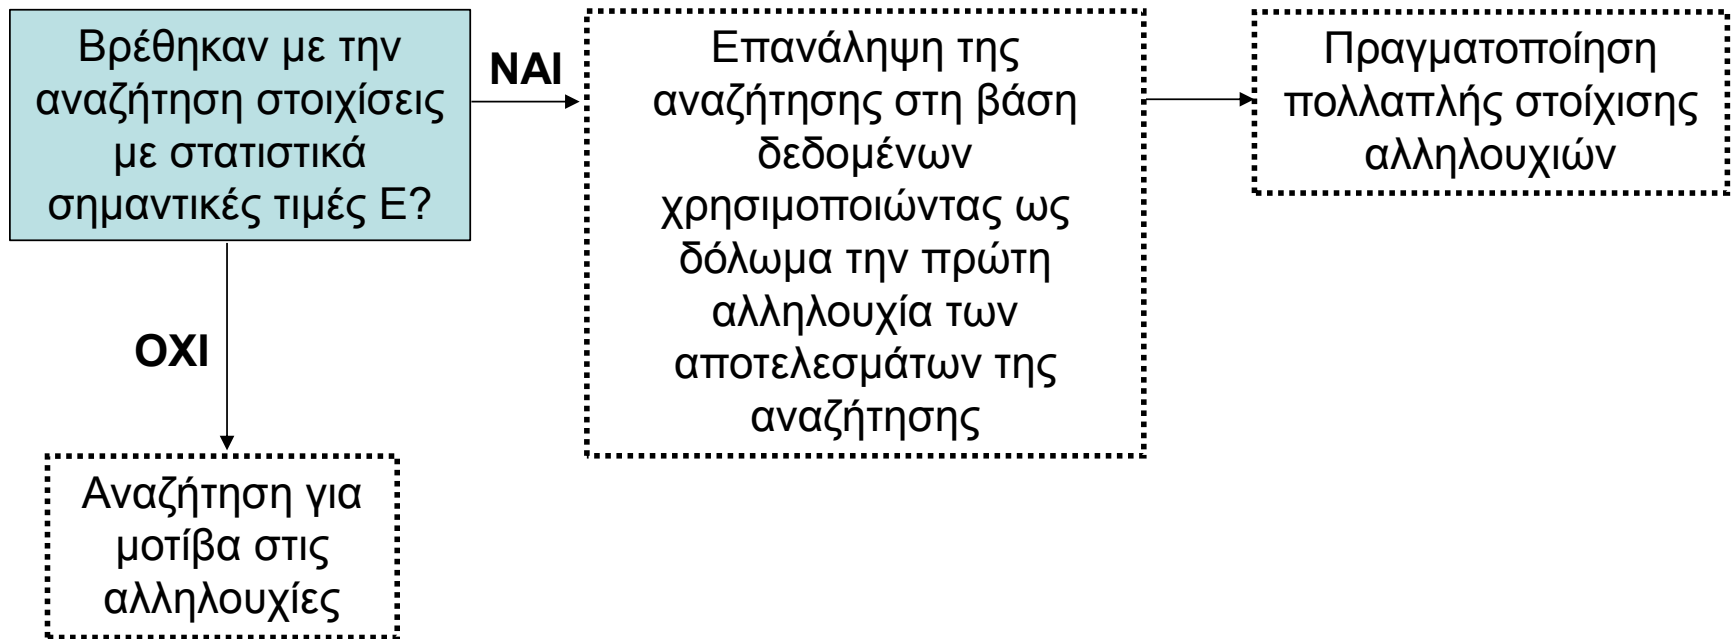 Βρέθηκαν με την
αναζήτηση στοιχίσεις
με στατιστικά
σημαντικές τιμές Ε?
ΝΑΙ
Επανάληψη της
αναζήτησης στη βάση
δεδομένων
χρησιμοποιώντας ως
δόλωμα την πρώτη
αλληλουχία των
αποτελεσμάτων της
αναζήτησης
Πραγματοποίηση
πολλαπλής στοίχισης
αλληλουχιών
ΟΧΙ
Αναζήτηση για
μοτίβα στις
αλληλουχίες